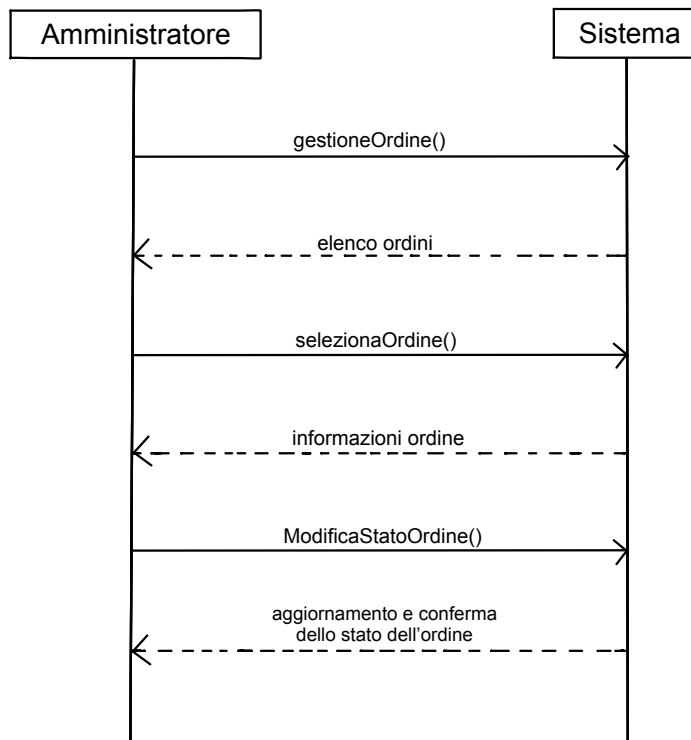 Amministratore
Sistema
gestioneOrdine()
elenco ordini
selezionaOrdine()
informazioni ordine
ModificaStatoOrdine()
aggiornamento e conferma
dello stato dell'ordine